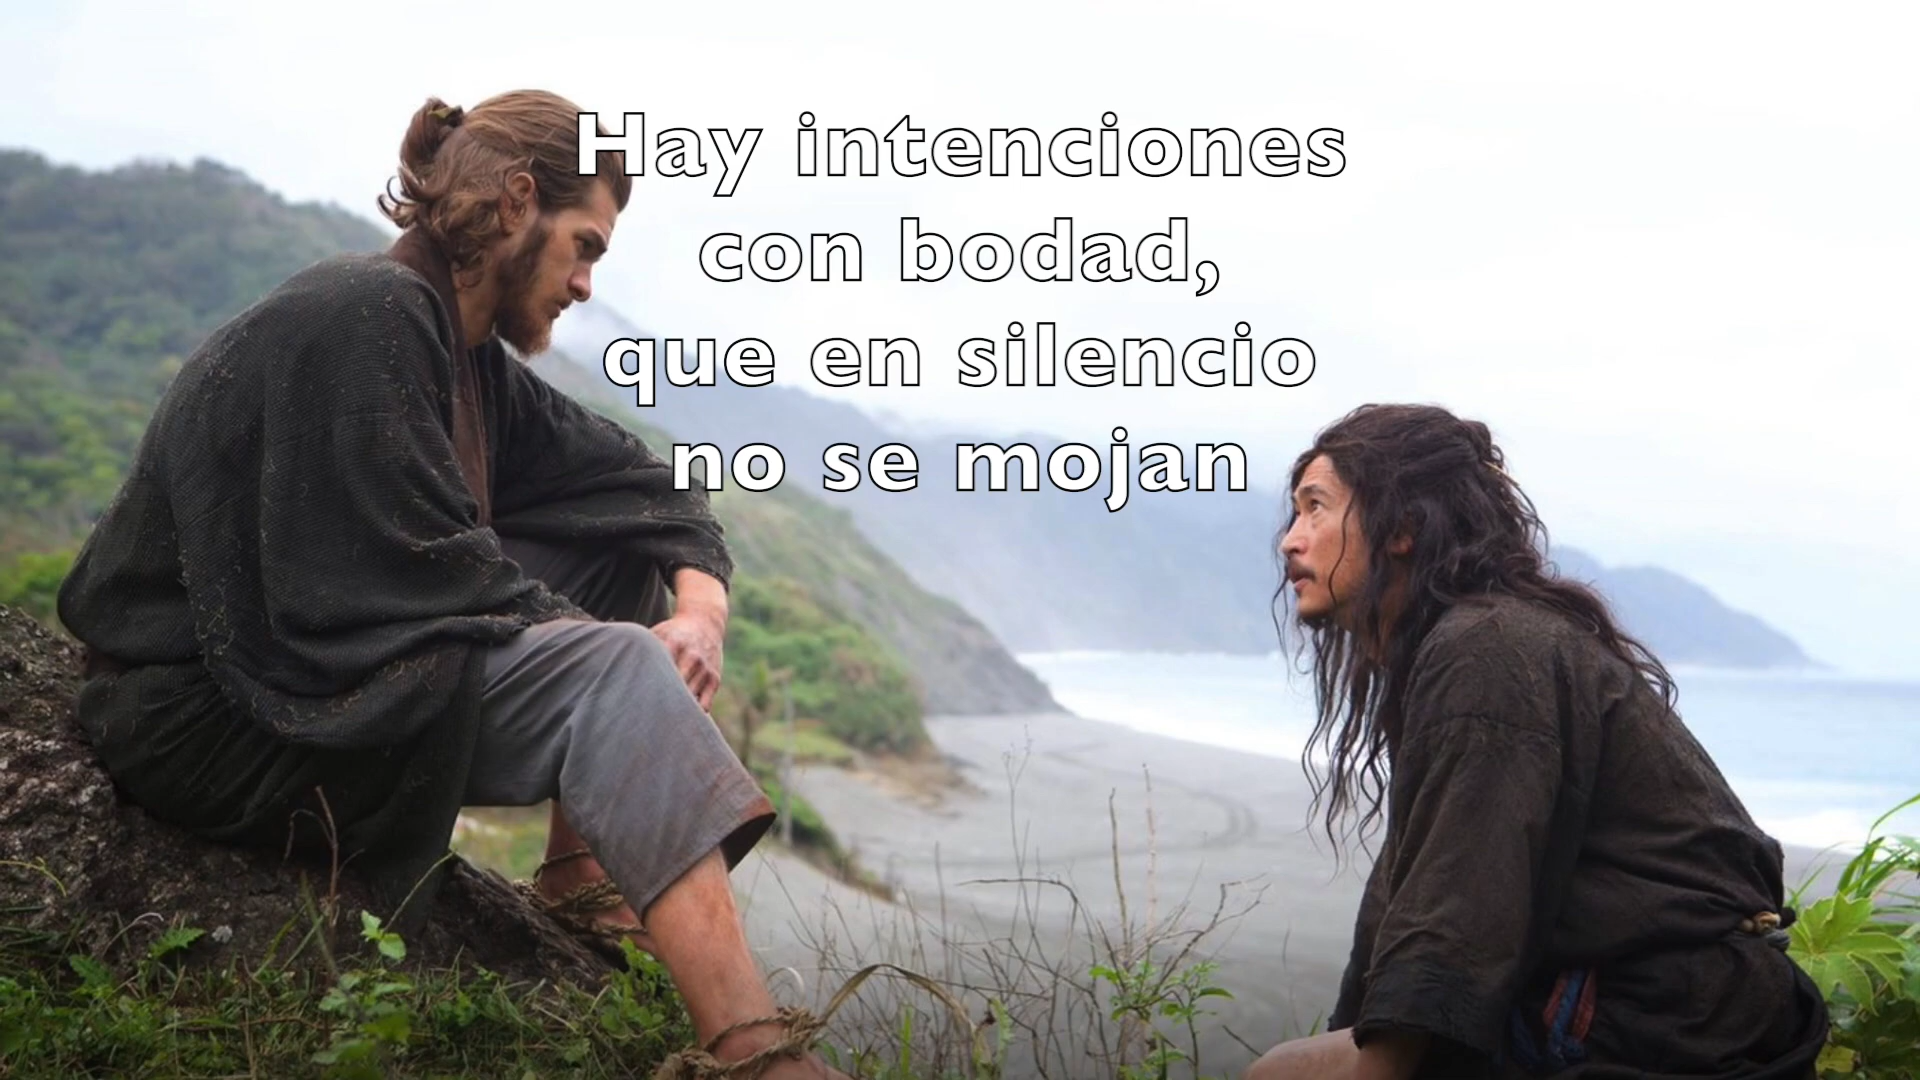 Hay intenciones
con bodad,
que en silencio
no se mojan